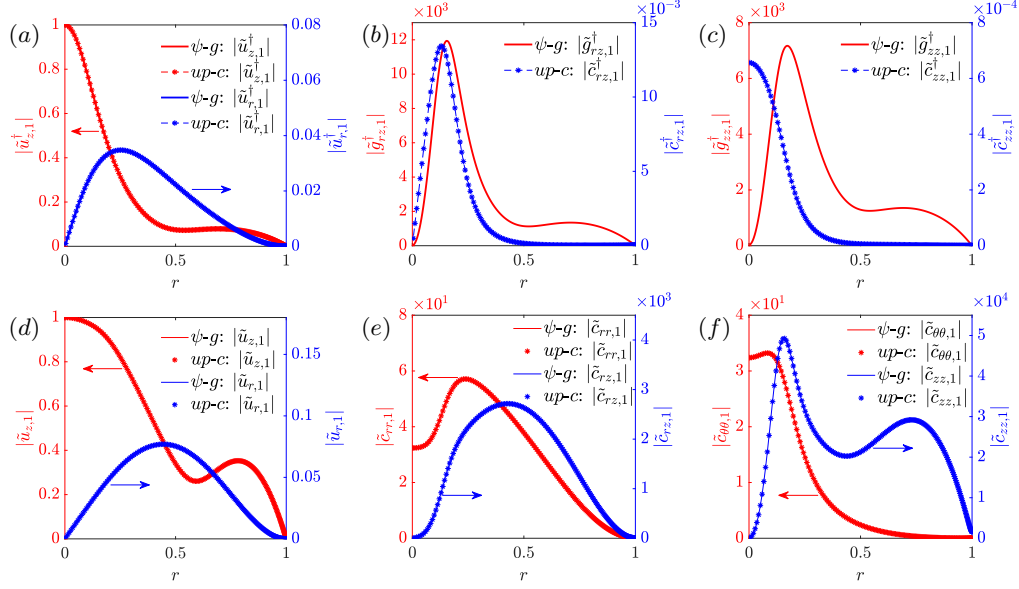 (a)
1
0.8
0.6
0.4
0.2
0
|ũ†z,1|
ψ-g: |ũ†z,1|
up-c: |ũ†z,1|
ψ-g: |ũ†r,1|
up-c: |ũ†r,1|
0.08
0.06
0.04
0.02
0
|ũ†r,1|
0 0.5 1
r
(b)
×10³
12
10
8
6
4
2
0
|g̃†rz,1|
ψ-g: |g̃†rz,1|
up-c: |c̃†rz,1|
×10⁻³
15
10
5
0
|c̃†rz,1|
0 0.5 1
r
(c)
×10³
8
6
4
2
0
|g̃†zz,1|
ψ-g: |g̃†zz,1|
up-c: |c̃†zz,1|
×10⁻⁴
8
6
4
2
0
|c̃†zz,1|
0 0.5 1
r
(d)
1
0.8
0.6
0.4
0.2
0
|ũz,1|
ψ-g: |ũz,1|
up-c: |ũz,1|
ψ-g: |ũr,1|
up-c: |ũr,1|
0.15
0.1
0.05
0
|ũr,1|
0 0.5 1
r
(e)
×10¹
8
6
4
2
0
|c̃rr,1|
ψ-g: |c̃rr,1|
up-c: |c̃rr,1|
ψ-g: |c̃rz,1|
up-c: |c̃rz,1|
×10³
4
3
2
1
0
|c̃rz,1|
0 0.5 1
r
(f)
×10¹
4
3
2
1
0
|c̃θθ,1|
ψ-g: |c̃θθ,1|
up-c: |c̃θθ,1|
ψ-g: |c̃zz,1|
up-c: |c̃zz,1|
×10⁴
5
4
3
2
1
0
|c̃zz,1|
0 0.5 1
r